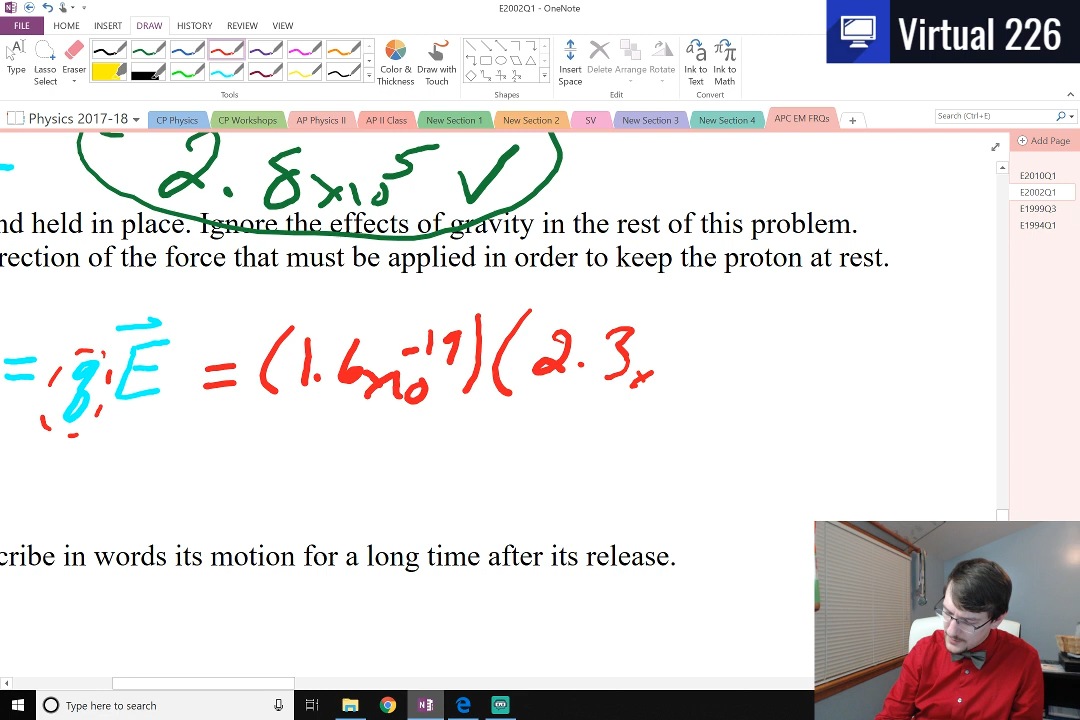 E2002Q1 - OneNote
FILE HOME INSERT DRAW HISTORY REVIEW VIEW
Virtual 226
Type Lasso Select Eraser Color & Thickness Draw with Touch Insert Space Delete Arrange Rotate Ink to Text Ink to Math
Tools Shapes Edit Convert
Physics 2017-18 CP Physics CP Workshops AP Physics II AP II Class New Section 1 New Section 2 SV New Section 3 New Section 4 APC EM FRQs Search (Ctrl+E)
Add Page
E2010Q1
E2002Q1
E1999Q3
E1994Q1
2.8x10^5 V
nd held in place. Ignore the effects of gravity in the rest of this problem.
rection of the force that must be applied in order to keep the proton at rest.
= qE = (1.6x10^-19)(2.3x
cribe in words its motion for a long time after its release.
Type here to search